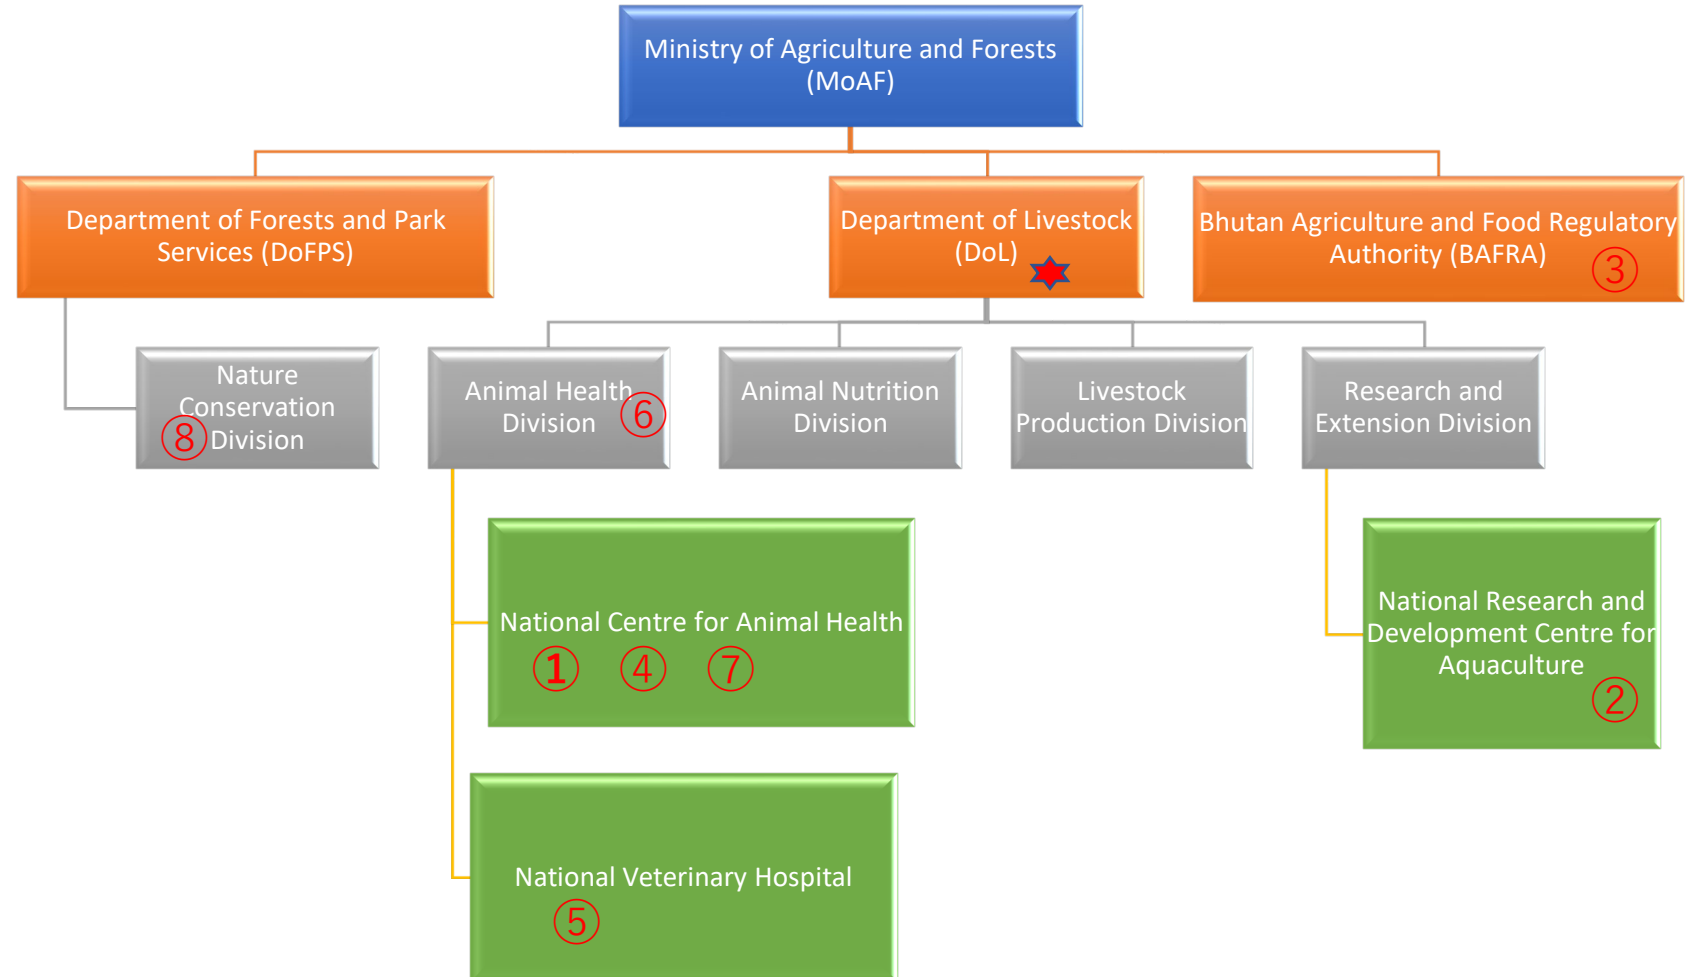 Ministry of Agriculture and Forests
(MoAF)
Department of Forests and Park
Services (DoFPS)
Department of Livestock
(DoL)
Bhutan Agriculture and Food Regulatory
Authority (BAFRA)
③
Nature
Conservation
⑧ Division
Animal Health
Division ⑥
Animal Nutrition
Division
Livestock
Production Division
Research and
Extension Division
National Centre for Animal Health
① ④ ⑦
National Research and
Development Centre for
Aquaculture
②
National Veterinary Hospital
⑤